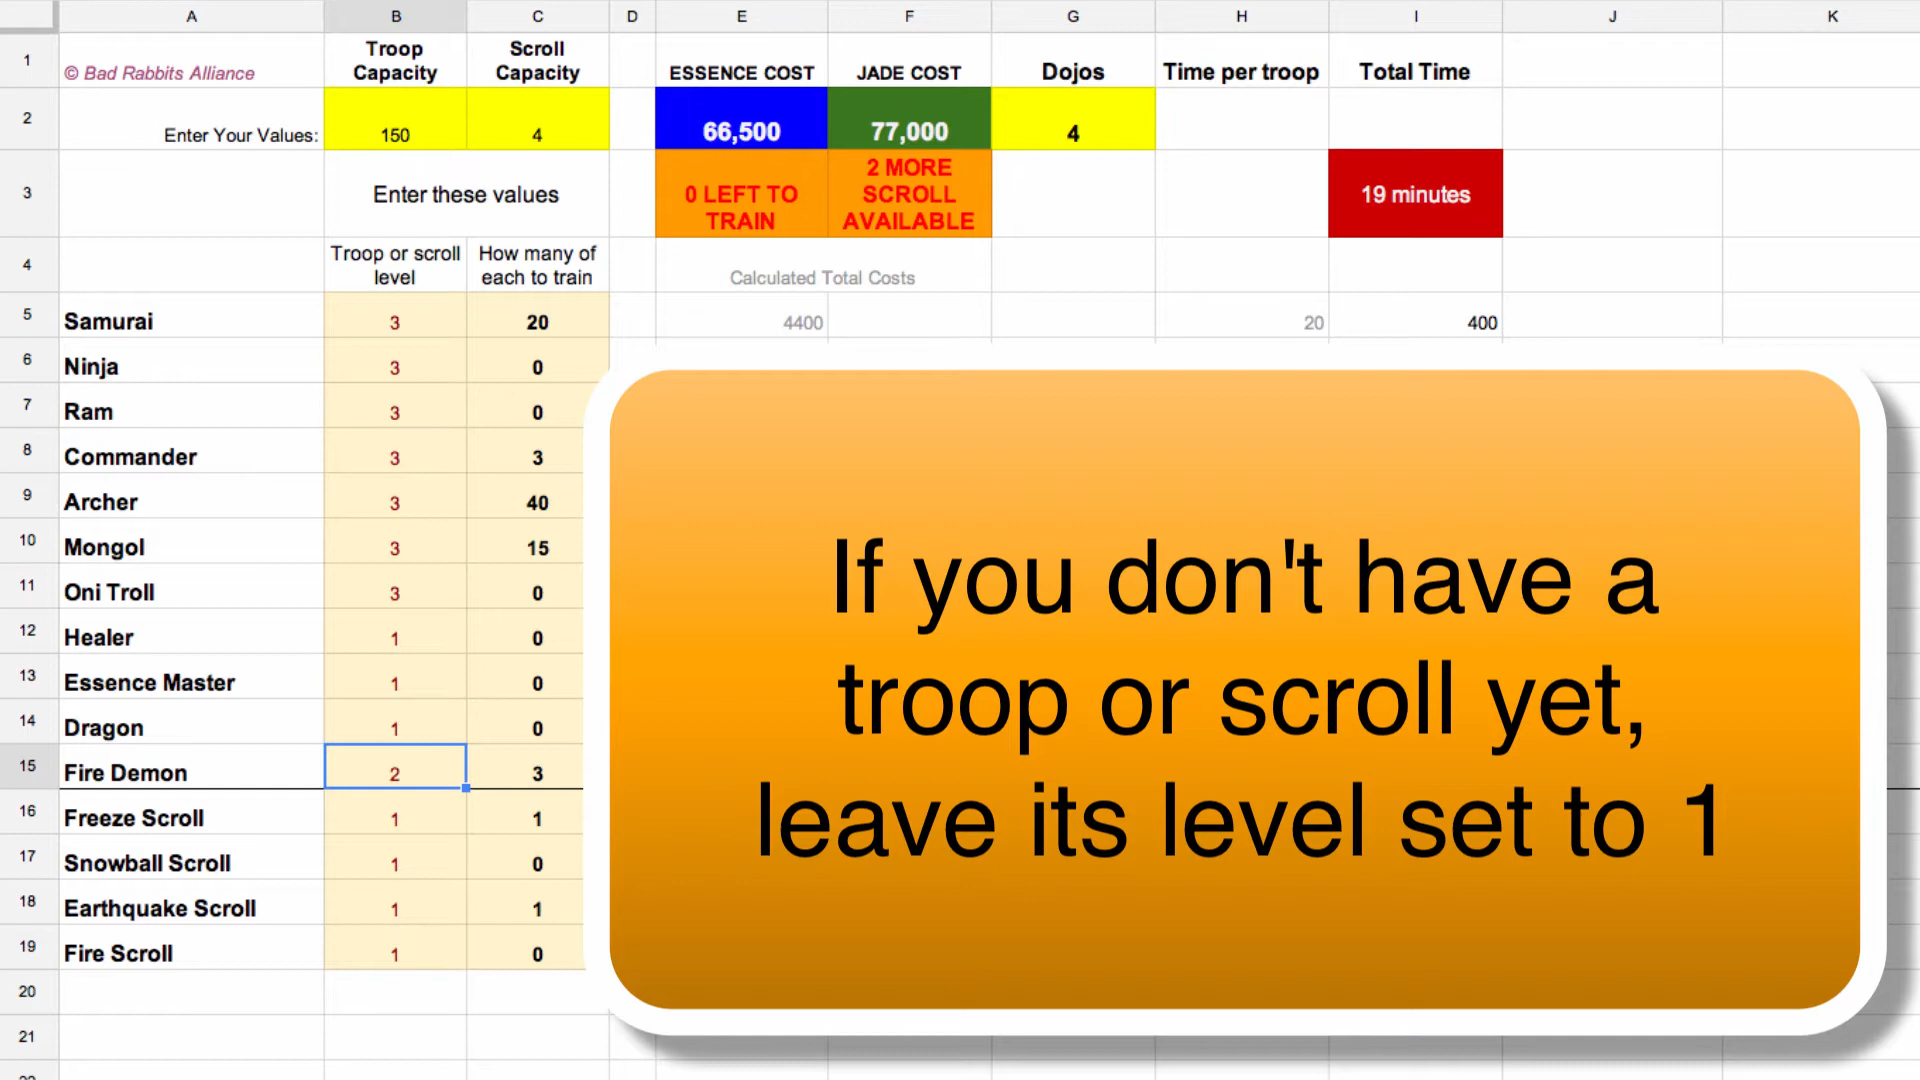 A B C D E F G H I J K
1 © Bad Rabbits Alliance Troop Capacity Scroll Capacity ESSENCE COST JADE COST Dojos Time per troop Total Time
2 Enter Your Values: 150 4 66,500 77,000 4
3 Enter these values 0 LEFT TO TRAIN 2 MORE SCROLL AVAILABLE 19 minutes
4 Troop or scroll level How many of each to train Calculated Total Costs
5 Samurai 3 20 4400 20 400
6 Ninja 3 0
7 Ram 3 0
8 Commander 3 3
9 Archer 3 40
10 Mongol 3 15
11 Oni Troll 3 0
12 Healer 1 0
13 Essence Master 1 0
14 Dragon 1 0
15 Fire Demon 2 3
16 Freeze Scroll 1 1
17 Snowball Scroll 1 0
18 Earthquake Scroll 1 1
19 Fire Scroll 1 0
20
21
If you don't have a
troop or scroll yet,
leave its level set to 1